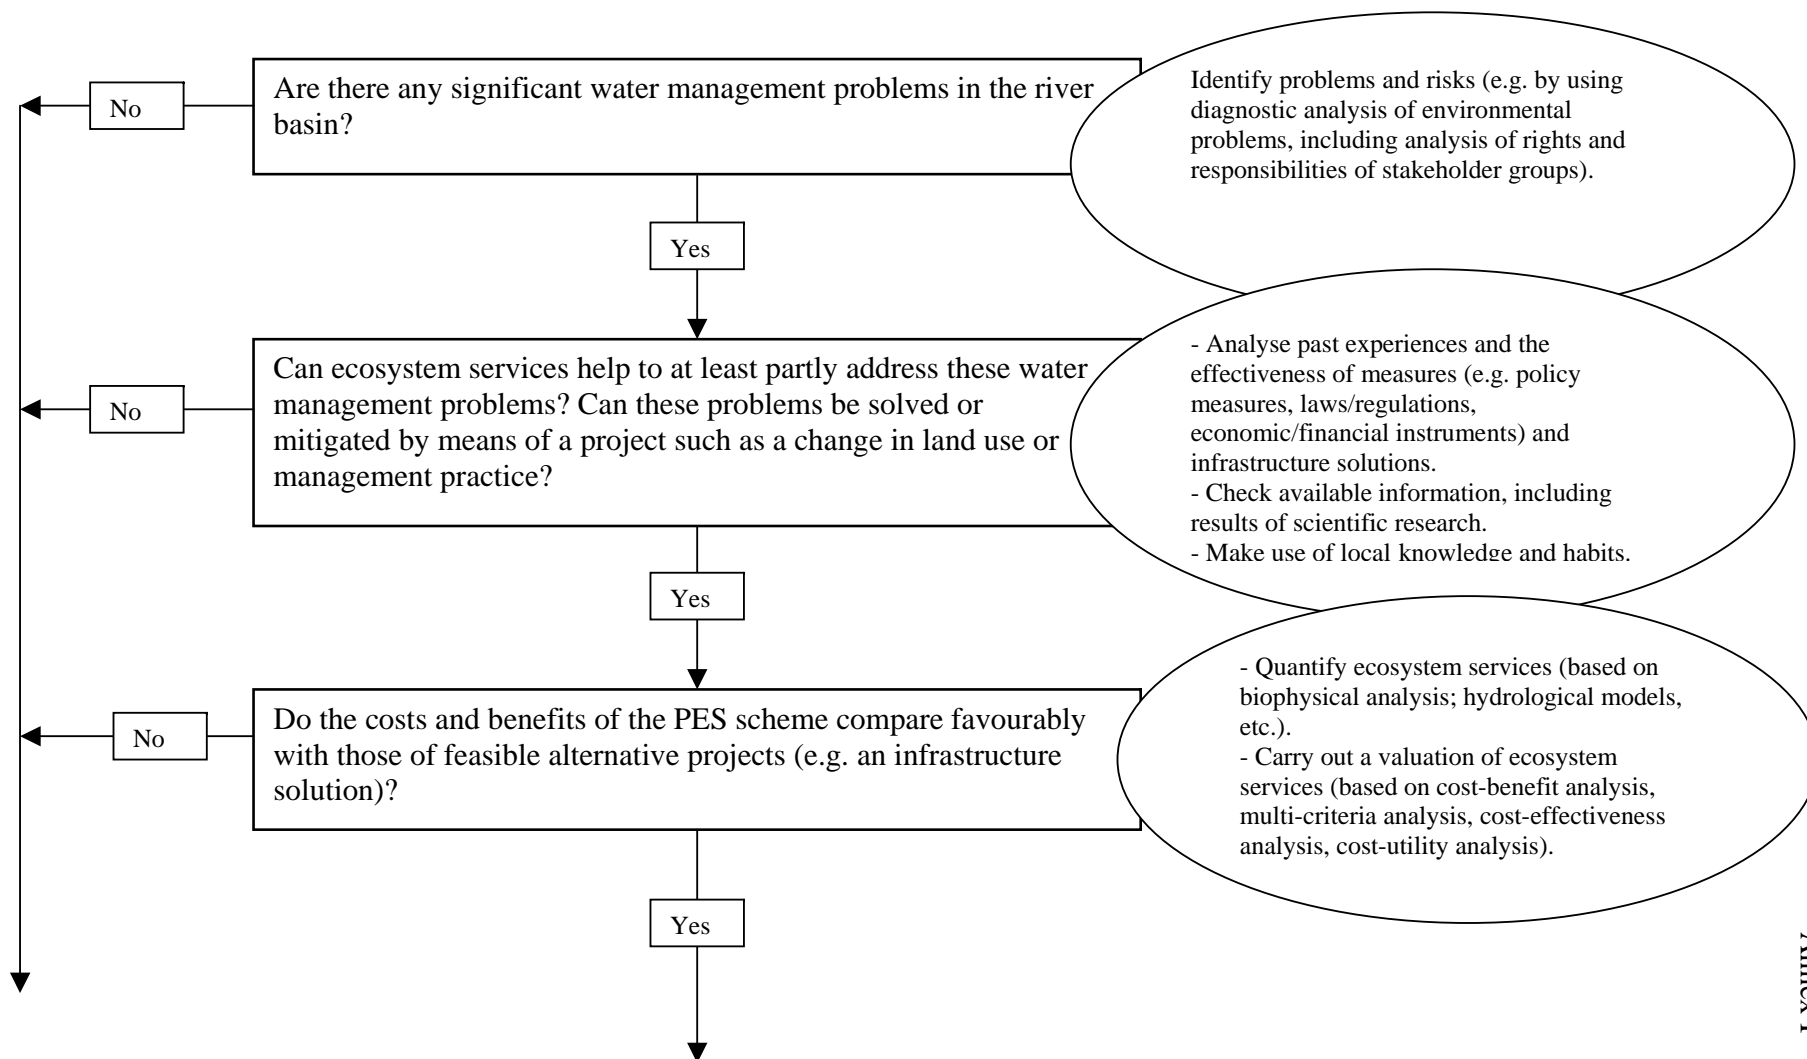 Are there any significant water management problems in the river
basin?
No
Identify problems and risks (e.g. by using
diagnostic analysis of environmental
problems, including analysis of rights and
responsibilities of stakeholder groups).
Yes
Can ecosystem services help to at least partly address these water
management problems? Can these problems be solved or
mitigated by means of a project such as a change in land use or
management practice?
No
- Analyse past experiences and the
effectiveness of measures (e.g. policy
measures, laws/regulations,
economic/financial instruments) and
infrastructure solutions.
- Check available information, including
results of scientific research.
- Make use of local knowledge and habits.
Yes
Do the costs and benefits of the PES scheme compare favourably
with those of feasible alternative projects (e.g. an infrastructure
solution)?
No
- Quantify ecosystem services (based on
biophysical analysis; hydrological models,
etc.).
- Carry out a valuation of ecosystem
services (based on cost-benefit analysis,
multi-criteria analysis, cost-effectiveness
analysis, cost-utility analysis).
Yes